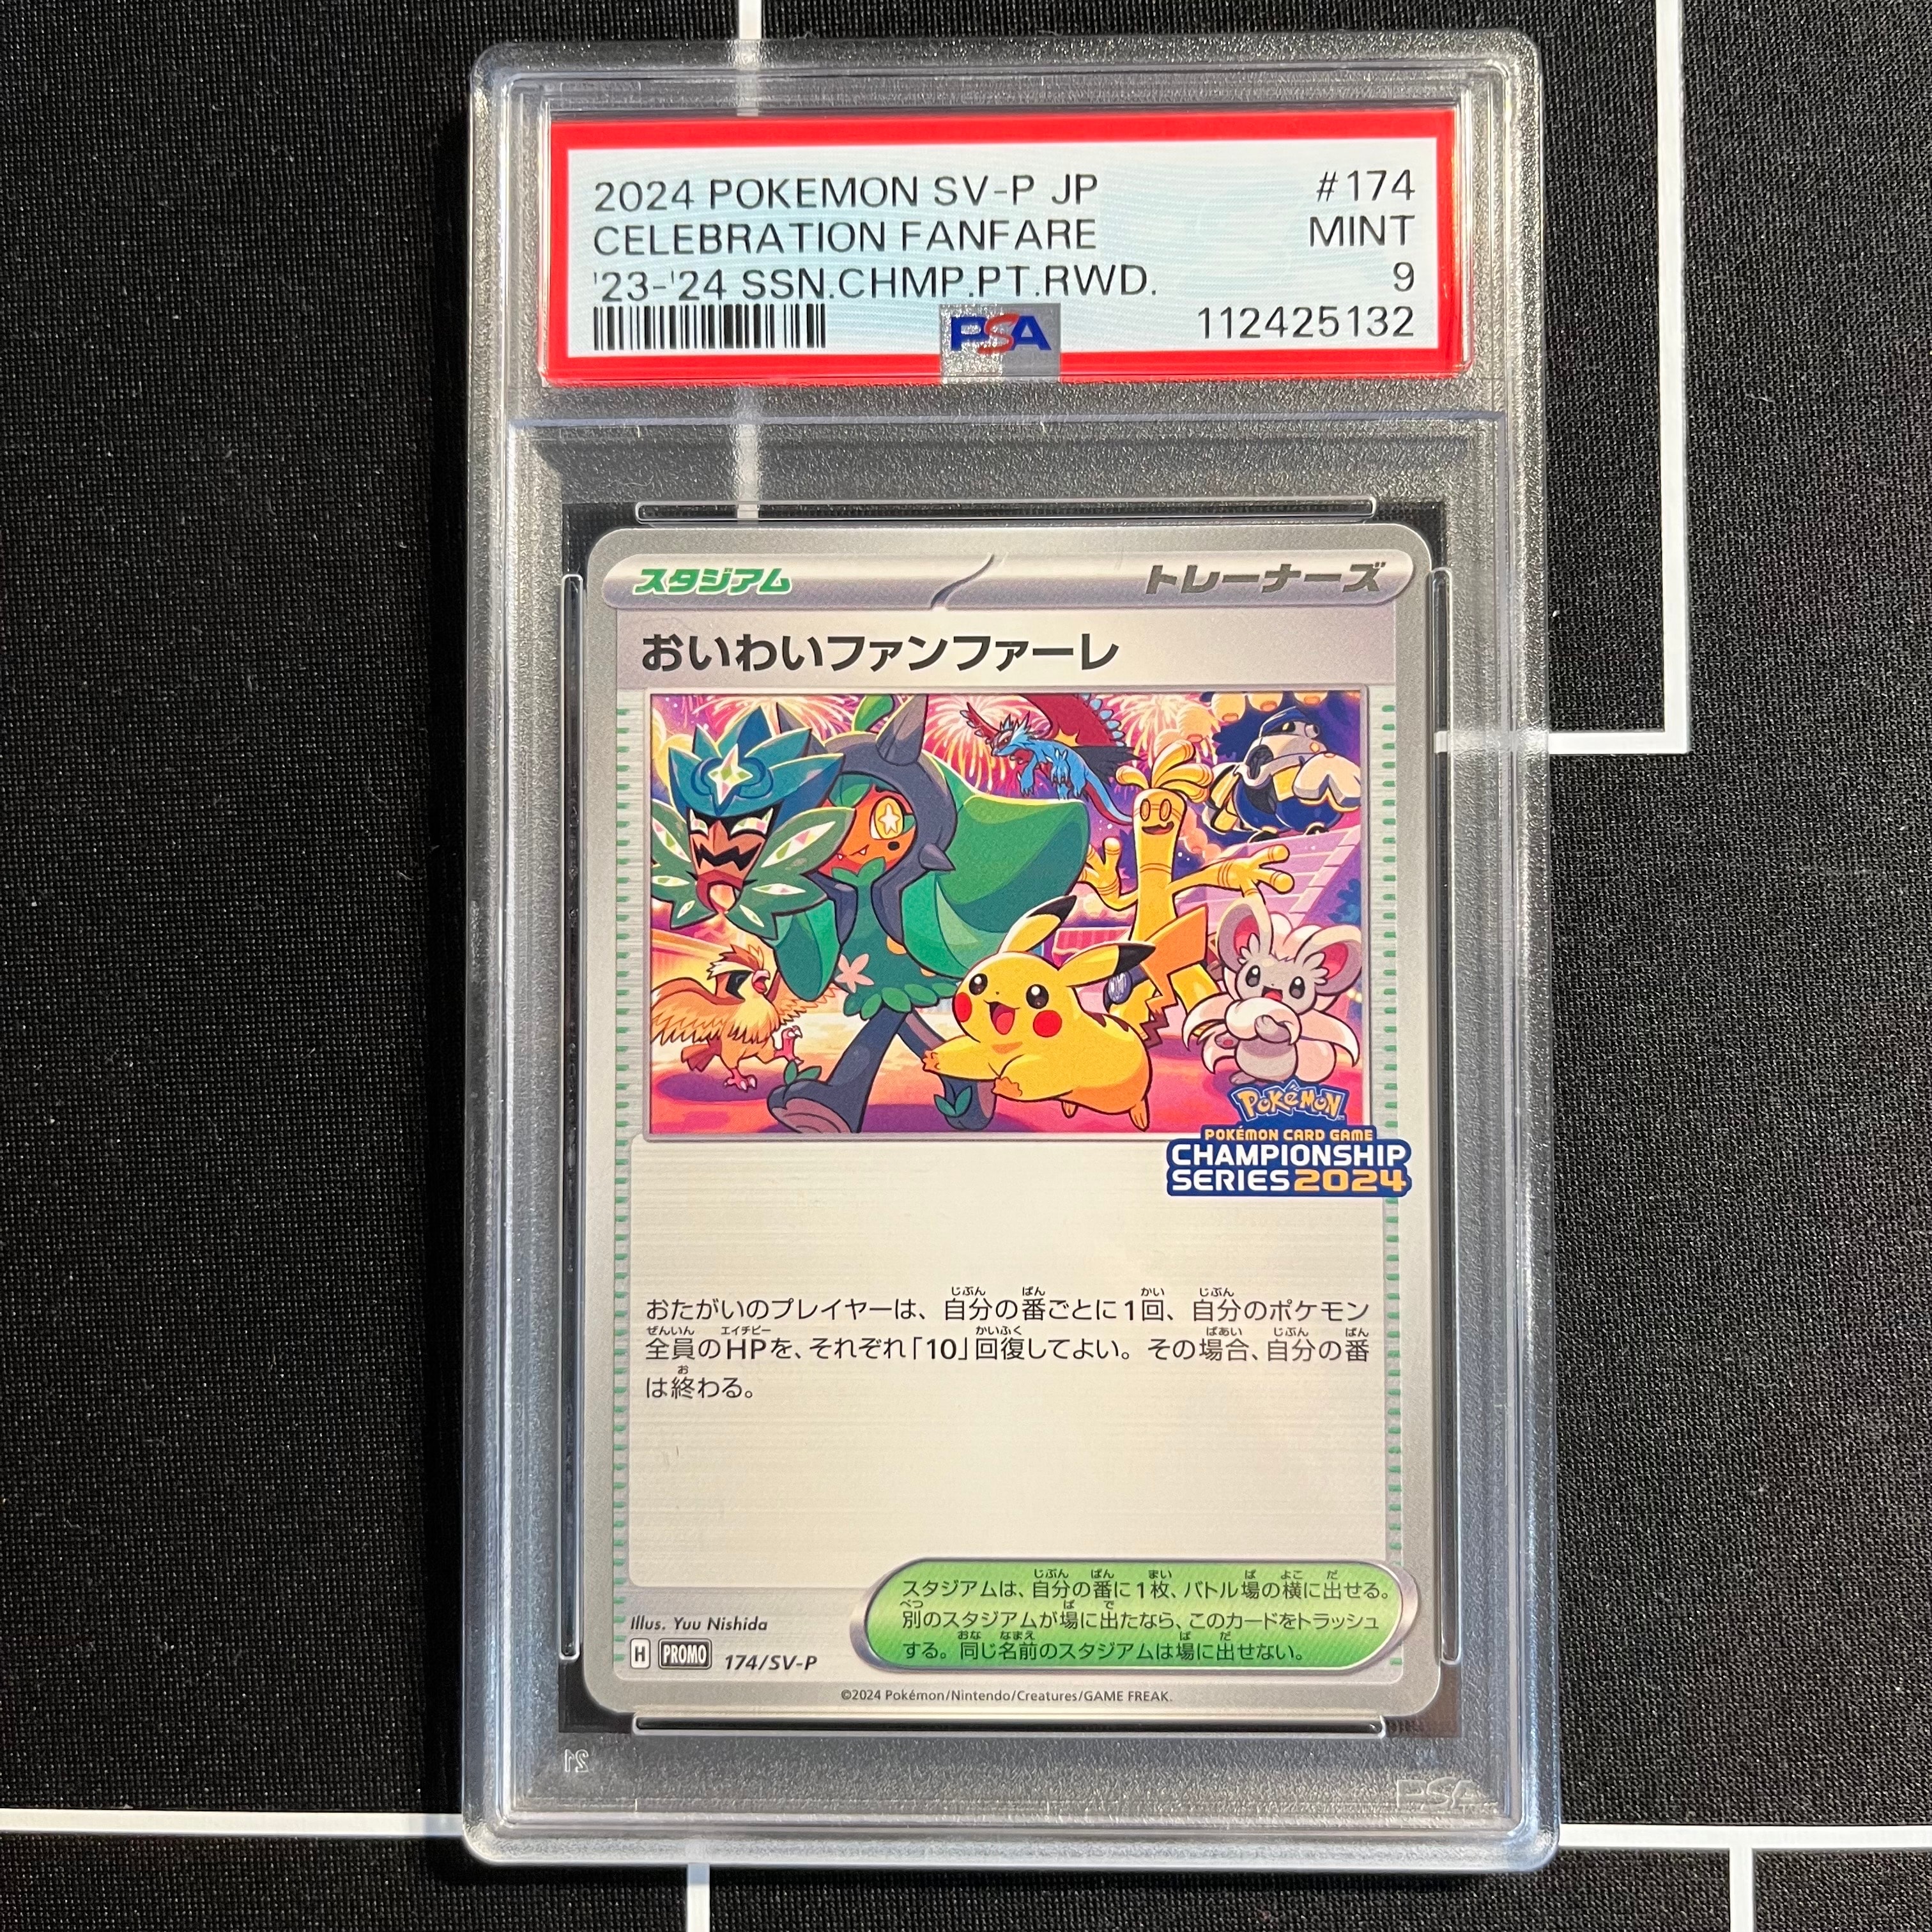 2024 POKEMON SV-P JP #174
CELEBRATION FANFARE MINT
'23-'24 SSN.CHMP.PT.RWD. 9
PSA 112425132
スタジアム トレーナーズ
おいわいファンファーレ
POKÉMON
POKÉMON CARD GAME
CHAMPIONSHIP
SERIES 2024
じぶん ばん かい じぶん
おたがいのプレイヤーは、自分の番ごとに1回、自分のポケモン
ぜんいん エイチピー かいふく ばあい じぶん ばん
全員のHPを、それぞれ「10」回復してよい。その場合、自分の番
お
は終わる。
じぶん ばん まい ば よこ だ
スタジアムは、自分の番に1枚、バトル場の横に出せる。
べつ ば で
別のスタジアムが場に出たなら、このカードをトラッシュ
おな なまえ ば だ
する。同じ名前のスタジアムは場に出せない。
Illus. Yuu Nishida
H PROMO 174/SV-P
©2024 Pokémon/Nintendo/Creatures/GAME FREAK.
21
PSA